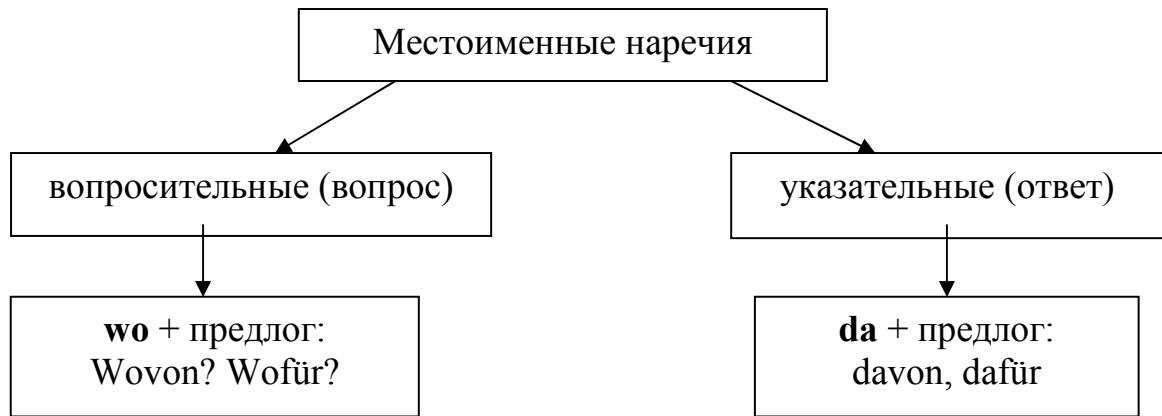 Местоименные наречия
вопросительные (вопрос)
указательные (ответ)
wo + предлог:
Wovon? Wofür?
da + предлог:
davon, dafür